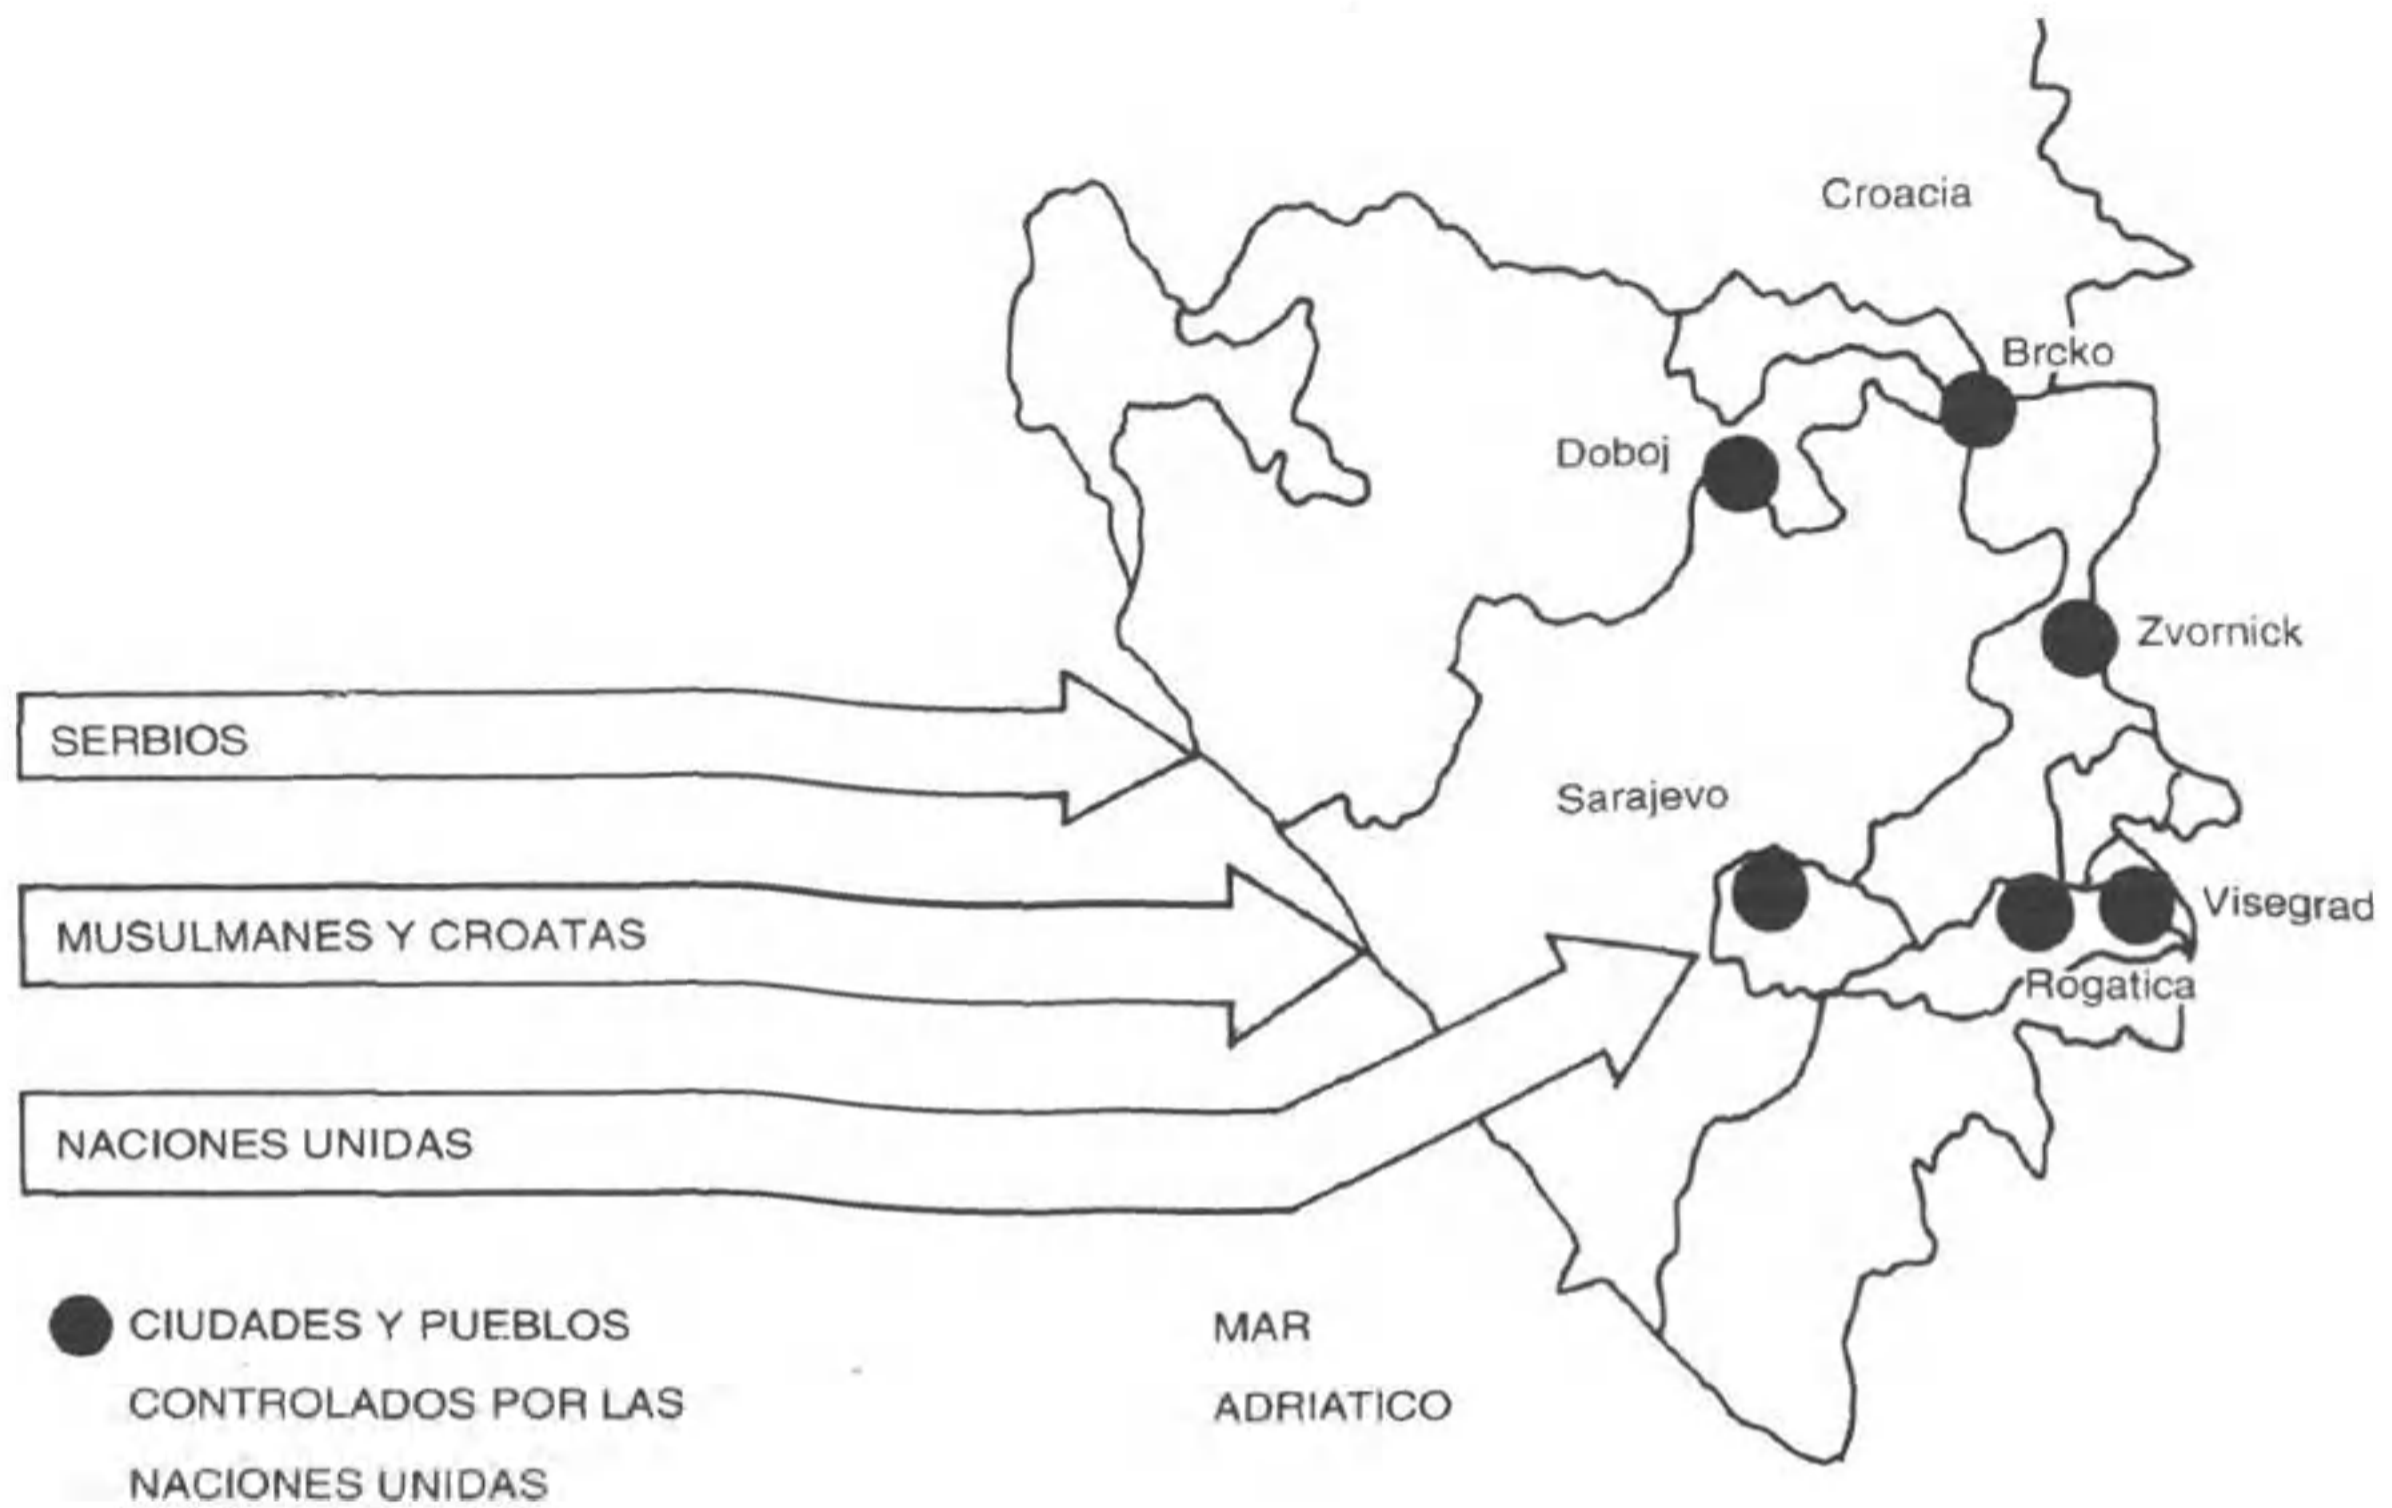 Croacia
Brcko
Doboj
Zvornick
SERBIOS
Sarajevo
Visegrad
MUSULMANES Y CROATAS
Rogatica
NACIONES UNIDAS
CIUDADES Y PUEBLOS
CONTROLADOS POR LAS
NACIONES UNIDAS
MAR
ADRIATICO